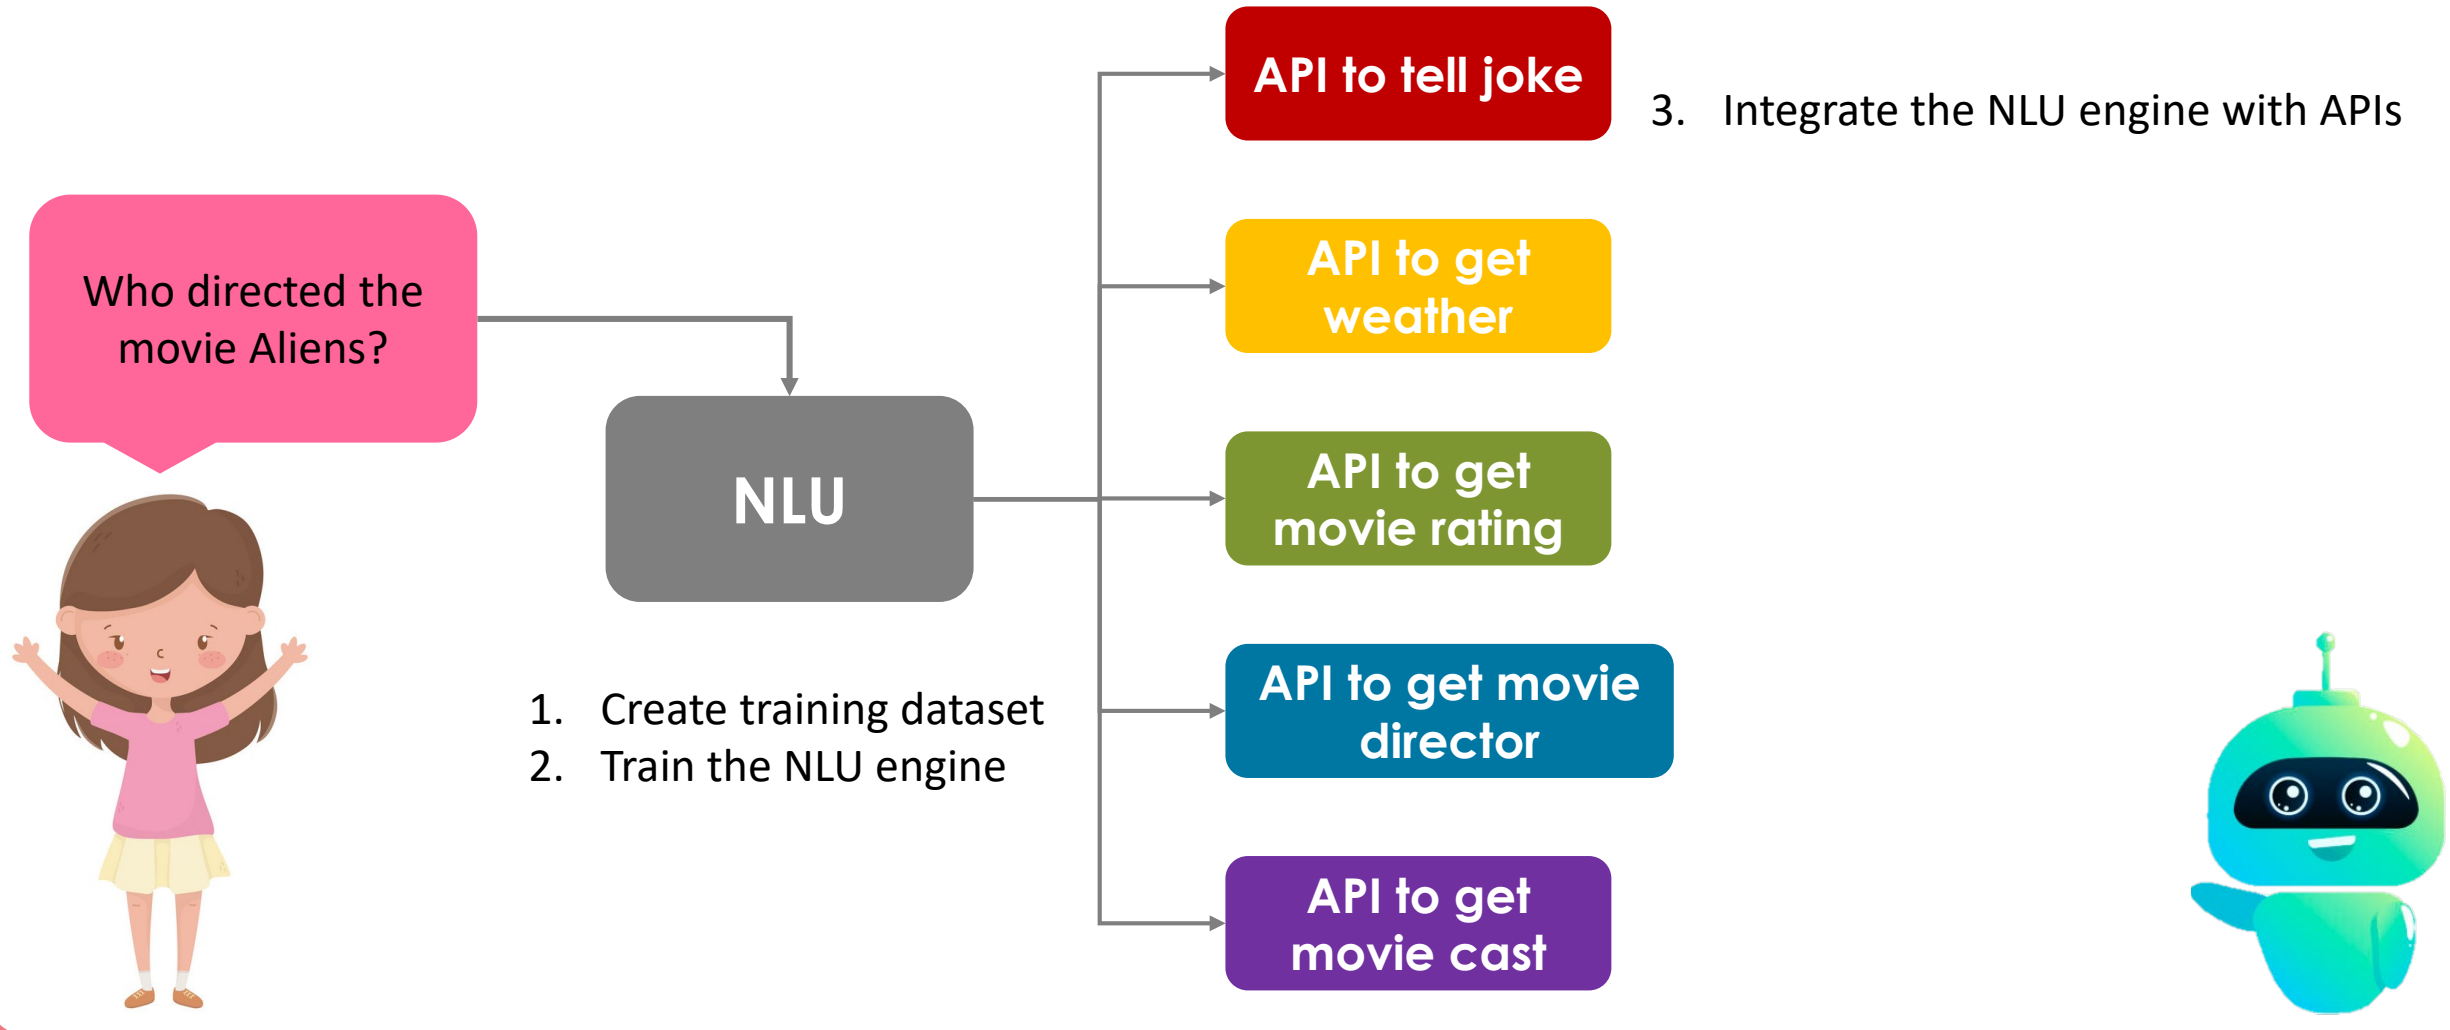 API to tell joke
3. Integrate the NLU engine with APIs
Who directed the
movie Aliens?
API to get
weather
NLU
API to get
movie rating
1. Create training dataset
2. Train the NLU engine
API to get movie
director
API to get
movie cast